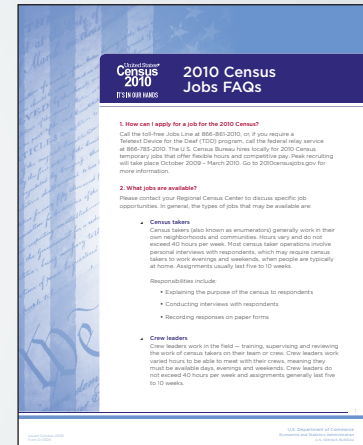 United States®
Census
2010
IT'S IN OUR HANDS
2010 Census
Jobs FAQs
1. How can I apply for a job for the 2010 Census?
Call the toll-free Jobs Line at 866-861-2010, or, if you require a
Teletext Device for the Deaf (TDD) program, call the federal relay service
at 866-783-2010. The U.S. Census Bureau hires locally for 2010 Census
temporary jobs that offer flexible hours and competitive pay. Peak recruiting
will take place October 2009 – March 2010. Go to 2010censusjobs.gov for
more information.
2. What jobs are available?
Please contact your Regional Census Center to discuss specific job
opportunities. In general, the types of jobs that may be available are:
Census takers
Census takers (also known as enumerators) generally work in their
own neighborhoods and communities. Hours vary and do not
exceed 40 hours per week. Most census taker operations involve
personal interviews with respondents, which may require census
takers to work evenings and weekends, when people are typically
at home. Assignments usually last five to 10 weeks.
Responsibilities include:
• Explaining the purpose of the census to respondents
• Conducting interviews with respondents
• Recording responses on paper forms
Crew leaders
Crew leaders work in the field — training, supervising and reviewing
the work of census takers on their team or crew. Crew leaders work
varied hours to be able to meet with their crews, meaning they
must be available days, evenings and weekends. Crew leaders do
not exceed 40 hours per week and assignments generally last five
to 10 weeks.
1
U.S. Department of Commerce
Economics and Statistics Administration
U.S. CENSUS BUREAU